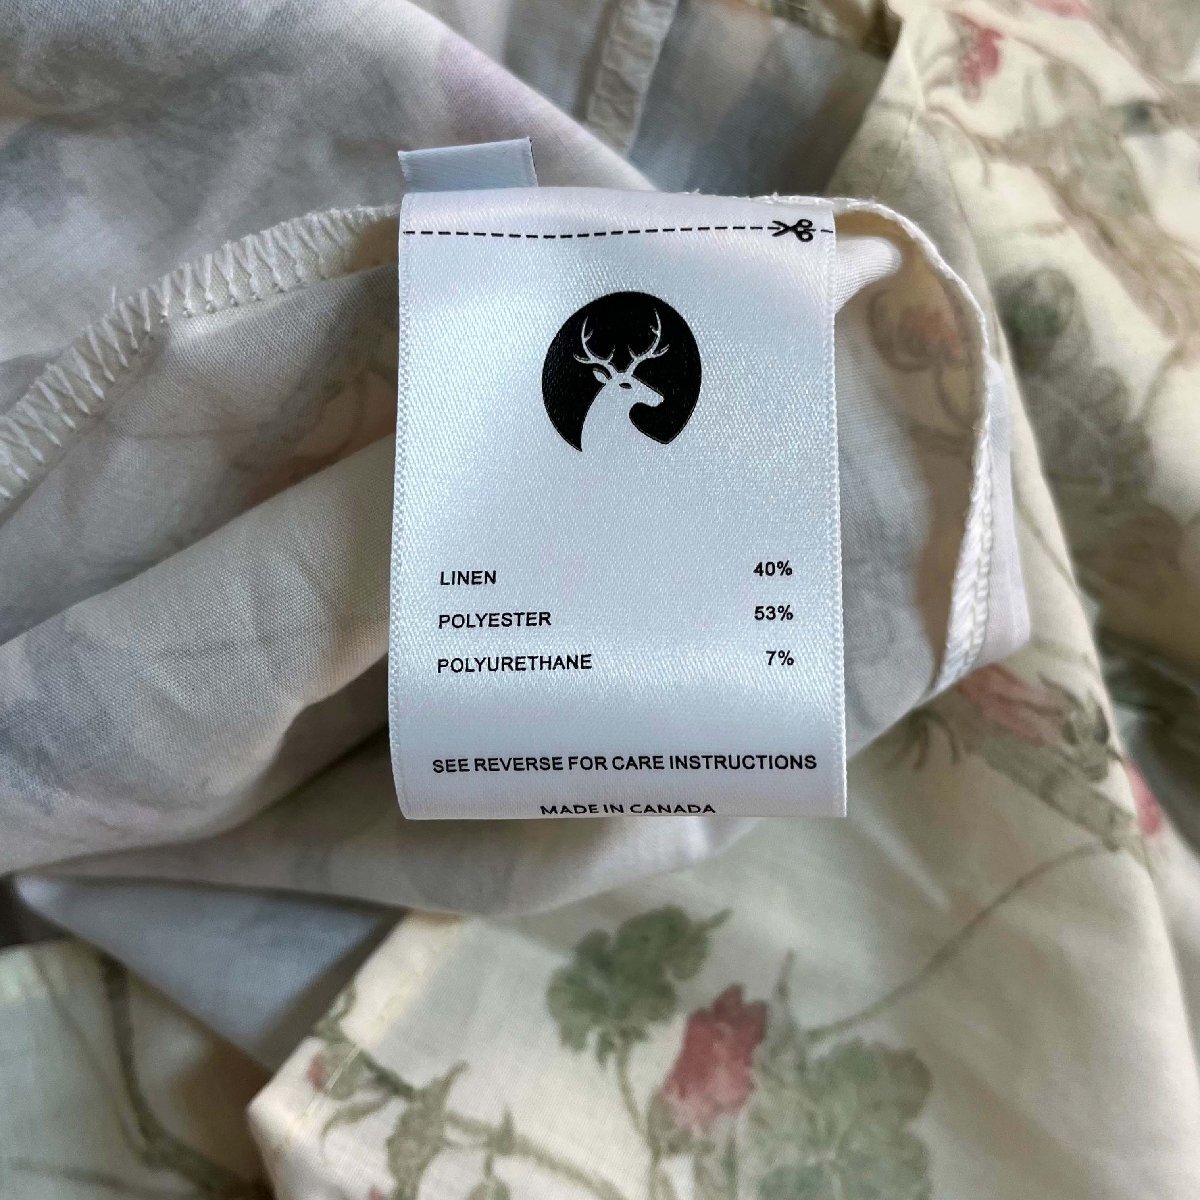 LINEN 40%
POLYESTER 53%
POLYURETHANE 7%
SEE REVERSE FOR CARE INSTRUCTIONS
MADE IN CANADA